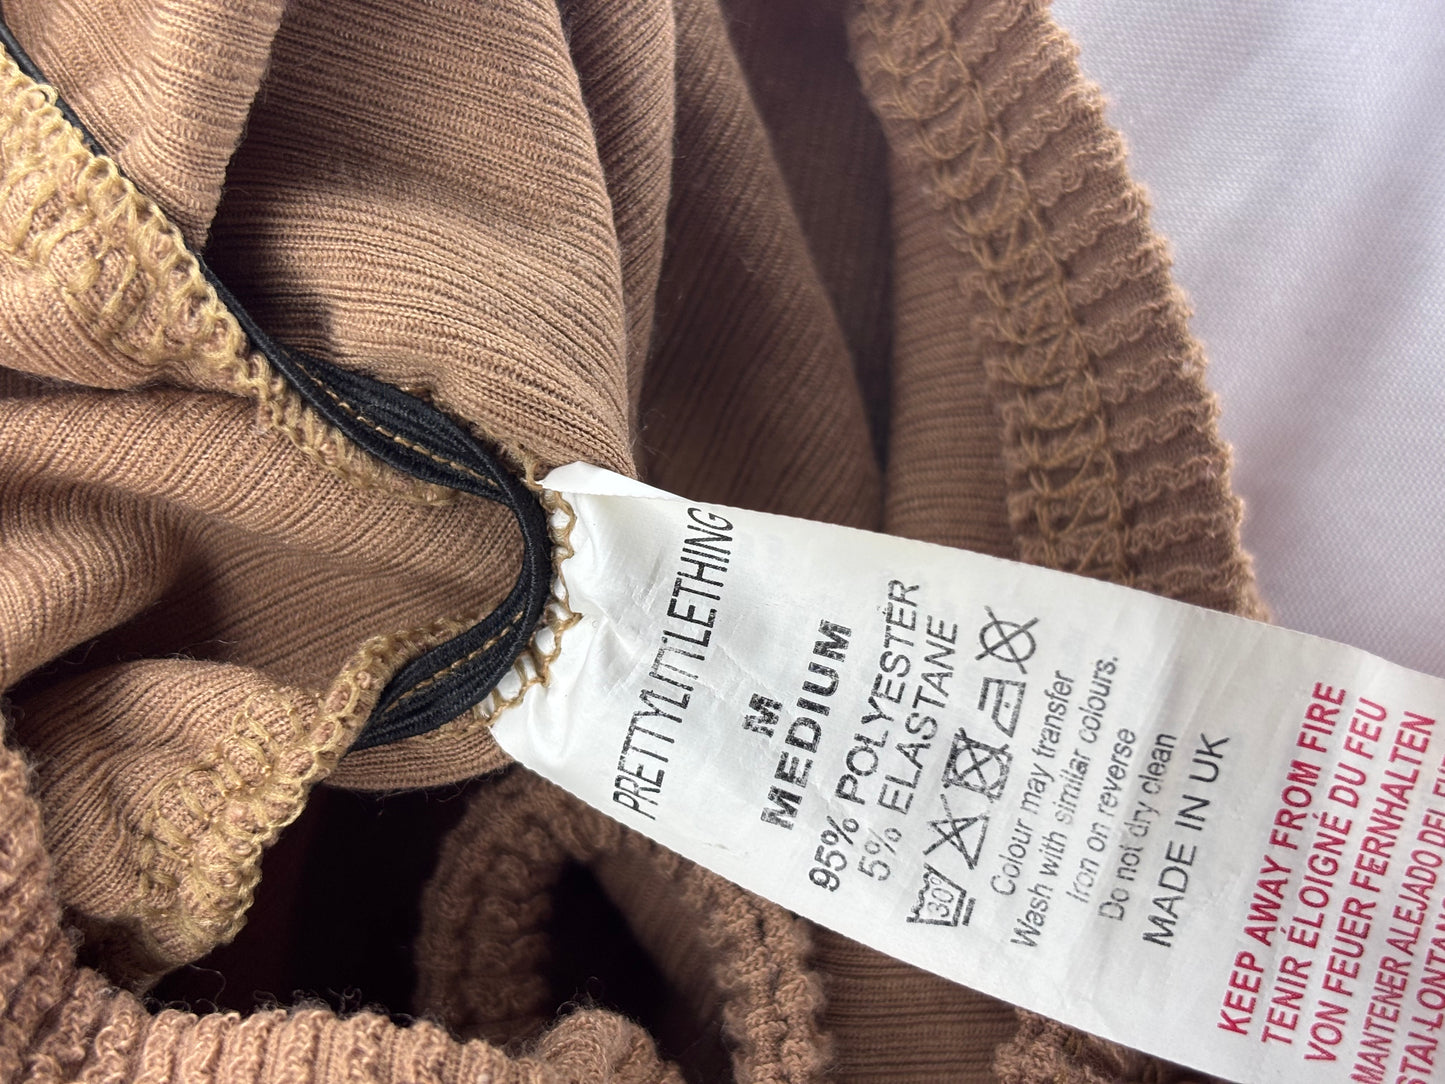 PRETTYLITTLETHING
M
MEDIUM
95% POLYESTER
5% ELASTANE
30°
Colour may transfer
Wash with similar colours.
Iron on reverse
Do not dry clean
MADE IN UK
KEEP AWAY FROM FIRE
TENIR ÉLOIGNÉ DU FEU
VON FEUER FERNHALTEN
MANTENER ALEJADO DEL